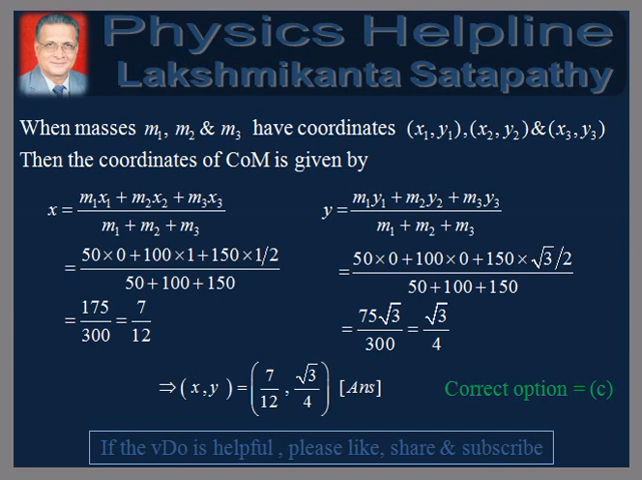 Physics Helpline
Lakshmikanta Satapathy
When masses m₁, m₂ & m₃ have coordinates (x₁,y₁),(x₂,y₂)&(x₃,y₃)
Then the coordinates of CoM is given by
x = (m₁x₁ + m₂x₂ + m₃x₃)/(m₁ + m₂ + m₃)
= (50×0+100×1+150×1/2)/(50+100+150)
= 175/300 = 7/12
y = (m₁y₁ + m₂y₂ + m₃y₃)/(m₁ + m₂ + m₃)
= (50×0+100×0+150×√3/2)/(50+100+150)
= 75√3/300 = √3/4
⇒(x,y) = (7/12, √3/4) [Ans]
Correct option = (c)
If the vDo is helpful , please like, share & subscribe